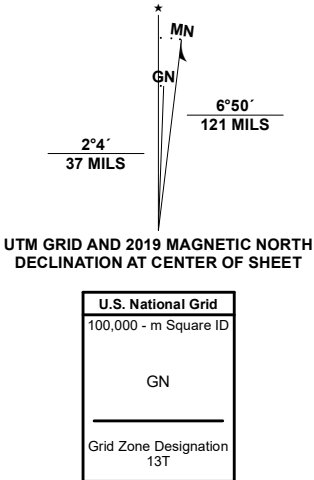 ★
MN
GN
6°50´
121 MILS
2°4´
37 MILS
UTM GRID AND 2019 MAGNETIC NORTH
DECLINATION AT CENTER OF SHEET
U.S. National Grid
100,000 - m Square ID
GN
Grid Zone Designation
13T